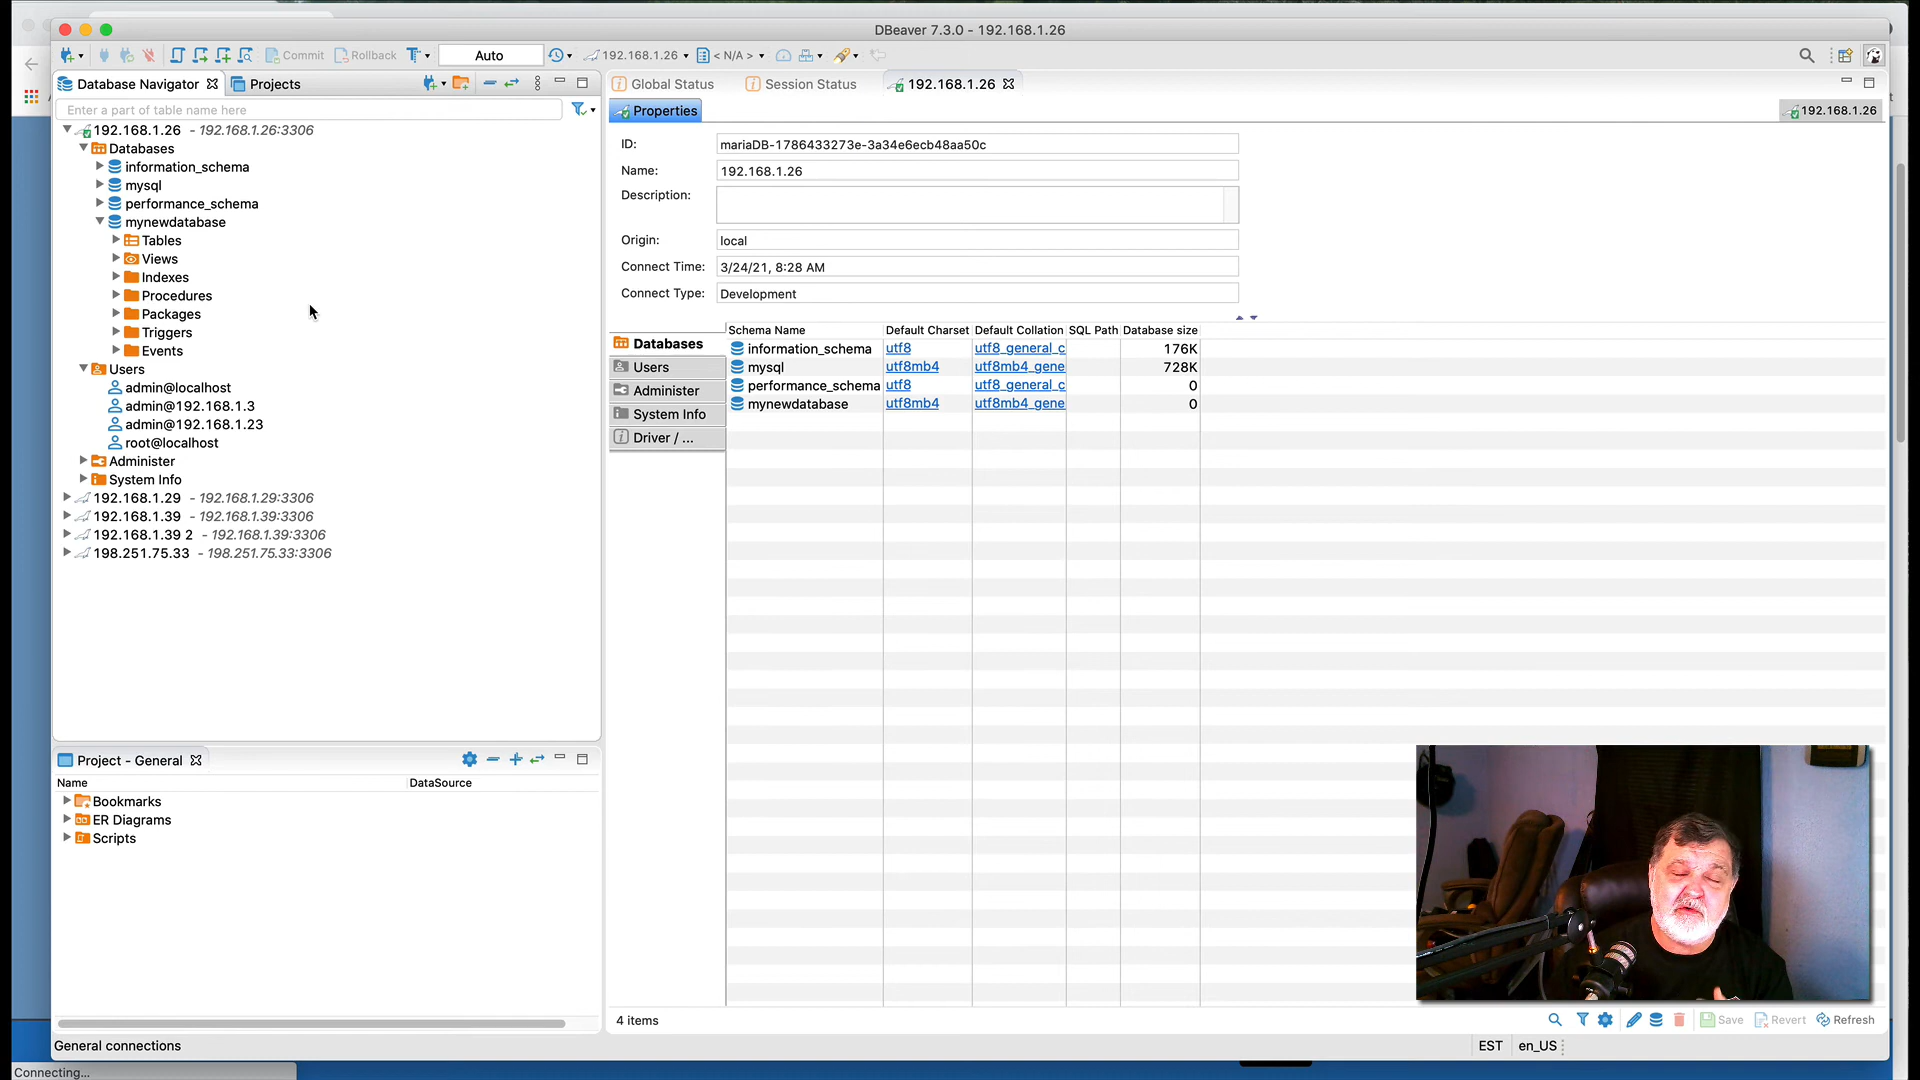 DBeaver 7.3.0 - 192.168.1.26
Commit
Rollback
Auto
192.168.1.26
< N/A >
Database Navigator
Projects
Enter a part of table name here
192.168.1.26 - 192.168.1.26:3306
Databases
information_schema
mysql
performance_schema
mynewdatabase
Tables
Views
Indexes
Procedures
Packages
Triggers
Events
Users
admin@localhost
admin@192.168.1.3
admin@192.168.1.23
root@localhost
Administer
System Info
192.168.1.29 - 192.168.1.29:3306
192.168.1.39 - 192.168.1.39:3306
192.168.1.39 2 - 192.168.1.39:3306
198.251.75.33 - 198.251.75.33:3306
Project - General
Name DataSource
Bookmarks
ER Diagrams
Scripts
General connections
Connecting...
Global Status
Session Status
192.168.1.26
Properties
192.168.1.26
ID: mariaDB-1786433273e-3a34e6ecb48aa50c
Name: 192.168.1.26
Description:
Origin: local
Connect Time: 3/24/21, 8:28 AM
Connect Type: Development
Databases
Users
Administer
System Info
Driver / ...
Schema Name Default Charset Default Collation SQL Path Database size
information_schema utf8 utf8_general_c 176K
mysql utf8mb4 utf8mb4_gene 728K
performance_schema utf8 utf8_general_c 0
mynewdatabase utf8mb4 utf8mb4_gene 0
4 items
Save
Revert
Refresh
EST
en_US